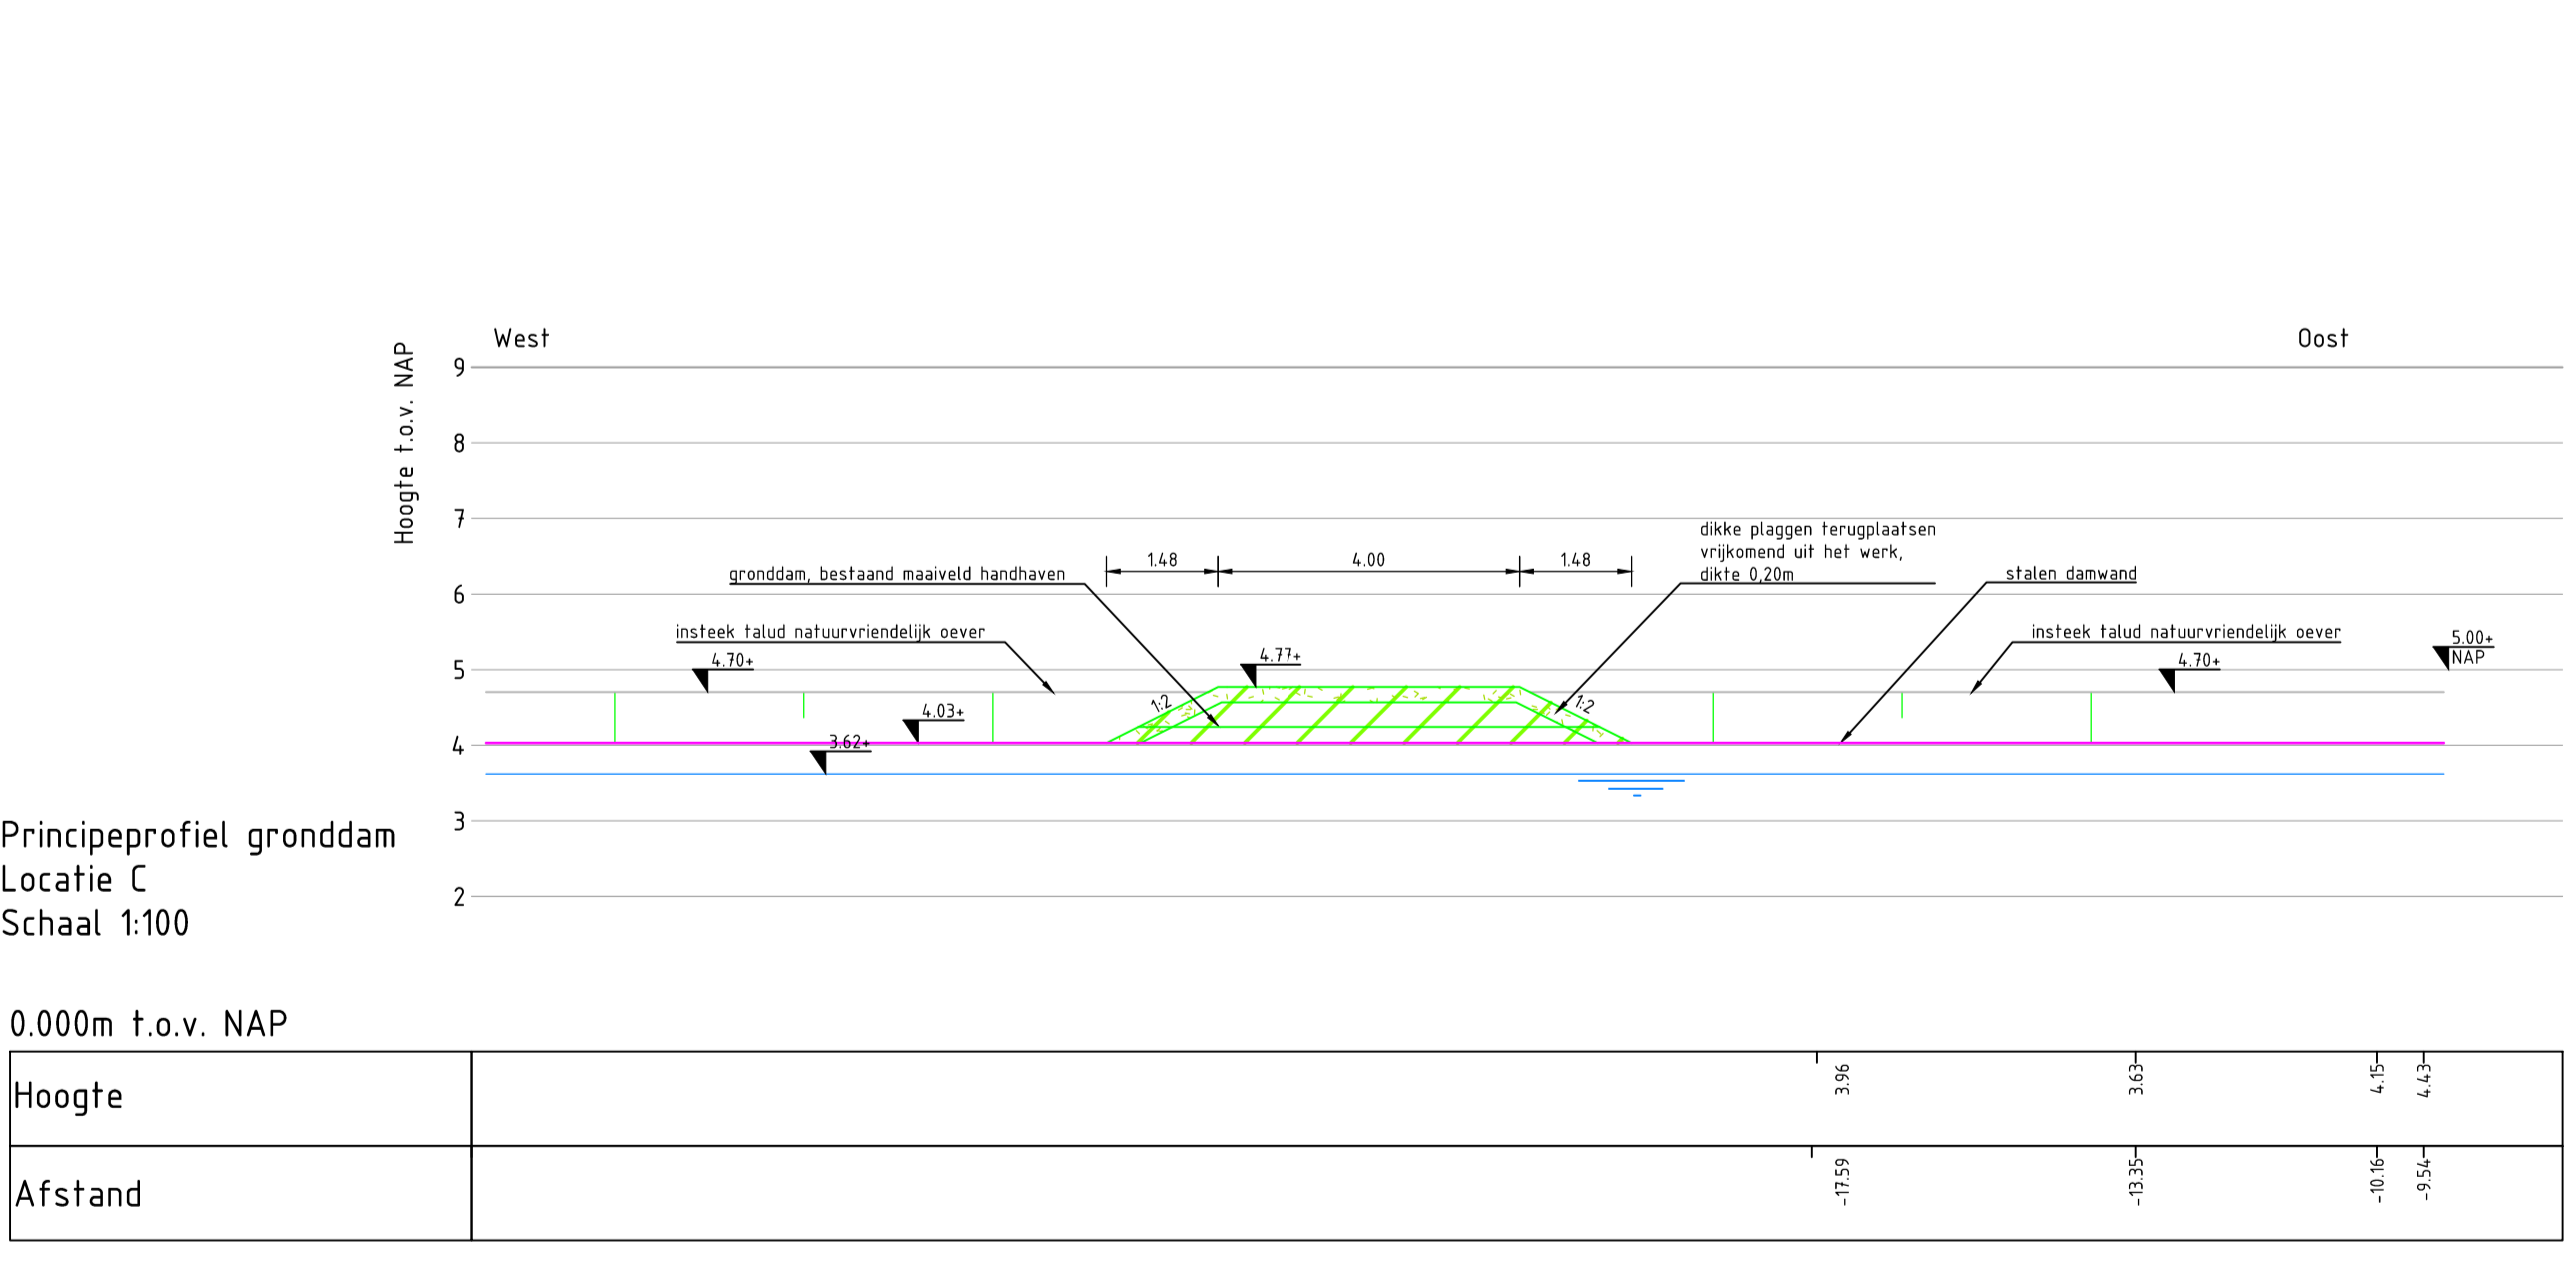 West
Oost
Hoogte t.o.v. NAP
9
8
7
6
5
4
3
2
dikke plaggen terugplaatsen
vrijkomend uit het werk,
dikte 0,20m
1.48
4.00
1.48
gronddam, bestaand maaiveld handhaven
stalen damwand
insteek talud natuurvriendelijk oever
insteek talud natuurvriendelijk oever
5.00+
NAP
4.70+
4.77+
4.70+
1:2
1:2
4.03+
3.62+
Principeprofiel gronddam
Locatie C
Schaal 1:100
0.000m t.o.v. NAP
Hoogte
3.96
3.63
4.15
4.43
Afstand
-17.59
-13.35
-10.16
-9.54